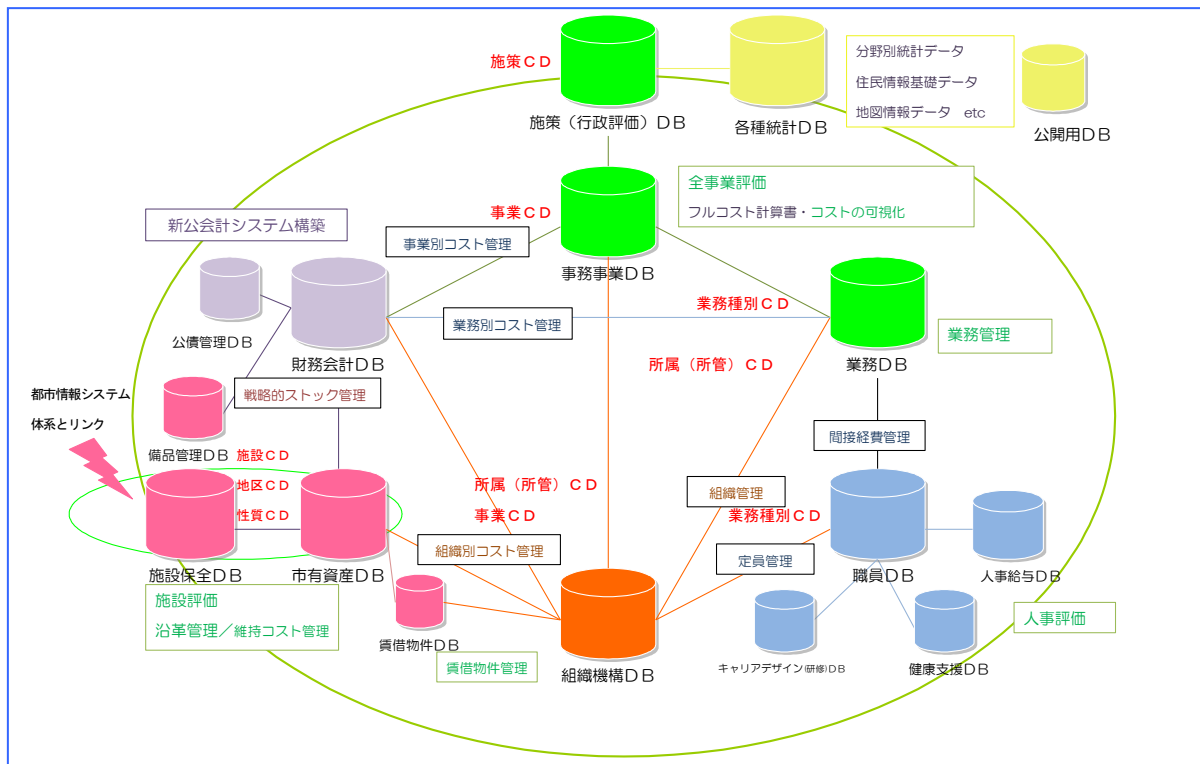 施策ＣＤ
施策（行政評価）ＤＢ
各種統計ＤＢ
分野別統計データ
住民情報基礎データ
地図情報データ　etc
公開用ＤＢ
全事業評価
フルコスト計算書・コストの可視化
事業ＣＤ
事務事業ＤＢ
新公会計システム構築
事業別コスト管理
公債管理ＤＢ
財務会計ＤＢ
業務別コスト管理
業務種別ＣＤ
業務管理
業務ＤＢ
所属（所管）ＣＤ
都市情報システム
体系とリンク
戦略的ストック管理
備品管理ＤＢ
施設ＣＤ
地区ＣＤ
性質ＣＤ
間接経費管理
所属（所管）ＣＤ
事業ＣＤ
組織管理
業務種別ＣＤ
組織別コスト管理
定員管理
施設保全ＤＢ
市有資産ＤＢ
職員ＤＢ
人事給与ＤＢ
施設評価
沿革管理／維持コスト管理
賃借物件ＤＢ
賃借物件管理
組織機構ＤＢ
キャリアデザイン(研修)ＤＢ
健康支援ＤＢ
人事評価